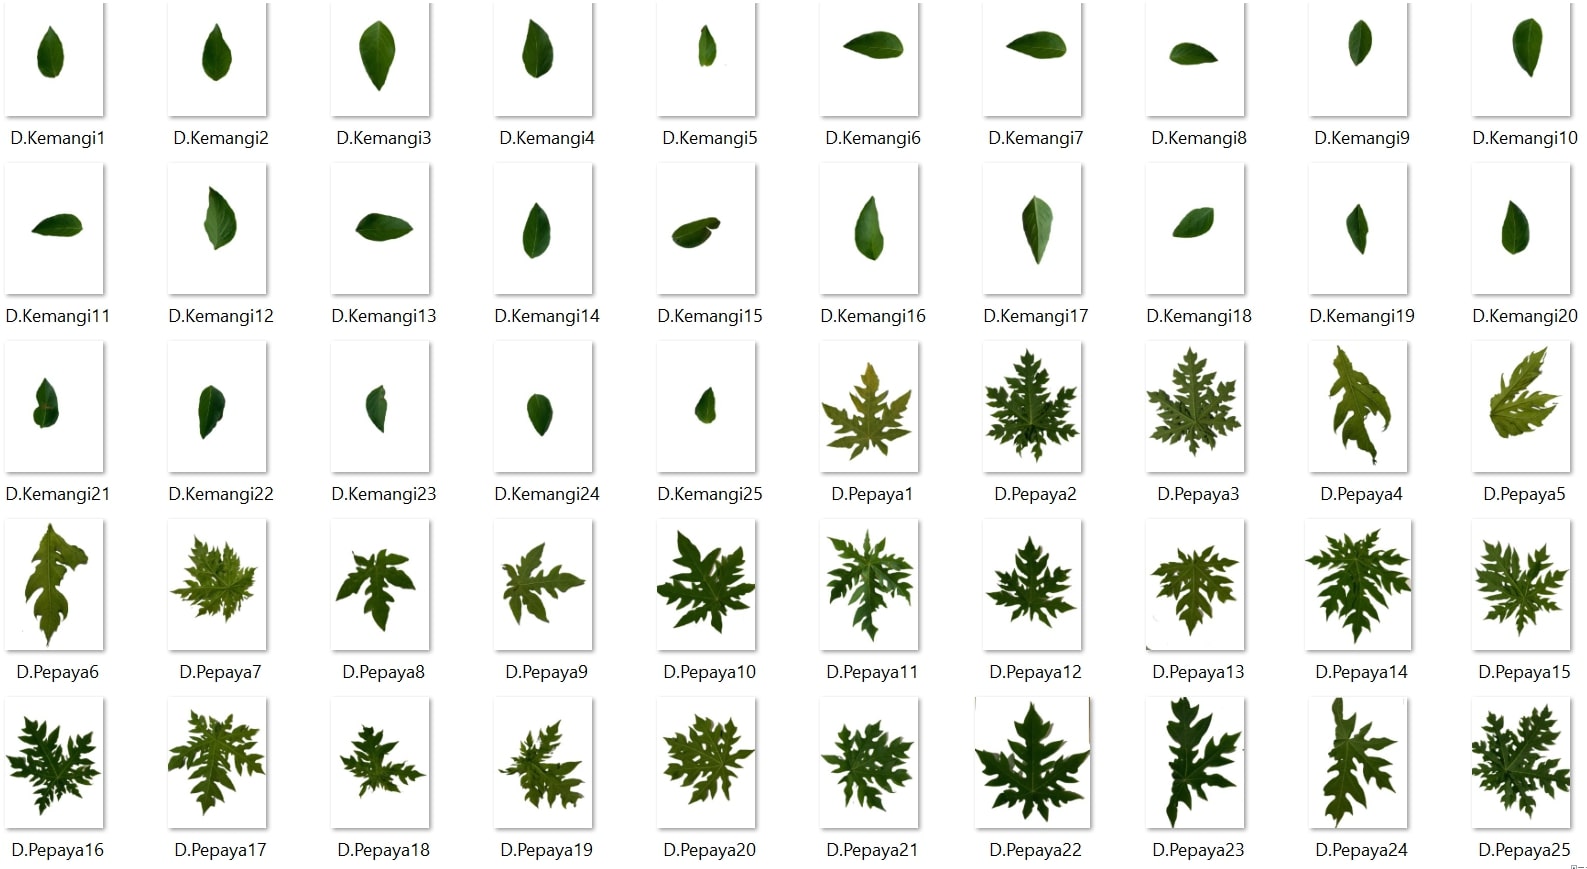 D.Kemangi1 D.Kemangi2 D.Kemangi3 D.Kemangi4 D.Kemangi5 D.Kemangi6 D.Kemangi7 D.Kemangi8 D.Kemangi9 D.Kemangi10
D.Kemangi11 D.Kemangi12 D.Kemangi13 D.Kemangi14 D.Kemangi15 D.Kemangi16 D.Kemangi17 D.Kemangi18 D.Kemangi19 D.Kemangi20
D.Kemangi21 D.Kemangi22 D.Kemangi23 D.Kemangi24 D.Kemangi25 D.Pepaya1 D.Pepaya2 D.Pepaya3 D.Pepaya4 D.Pepaya5
D.Pepaya6 D.Pepaya7 D.Pepaya8 D.Pepaya9 D.Pepaya10 D.Pepaya11 D.Pepaya12 D.Pepaya13 D.Pepaya14 D.Pepaya15
D.Pepaya16 D.Pepaya17 D.Pepaya18 D.Pepaya19 D.Pepaya20 D.Pepaya21 D.Pepaya22 D.Pepaya23 D.Pepaya24 D.Pepaya25